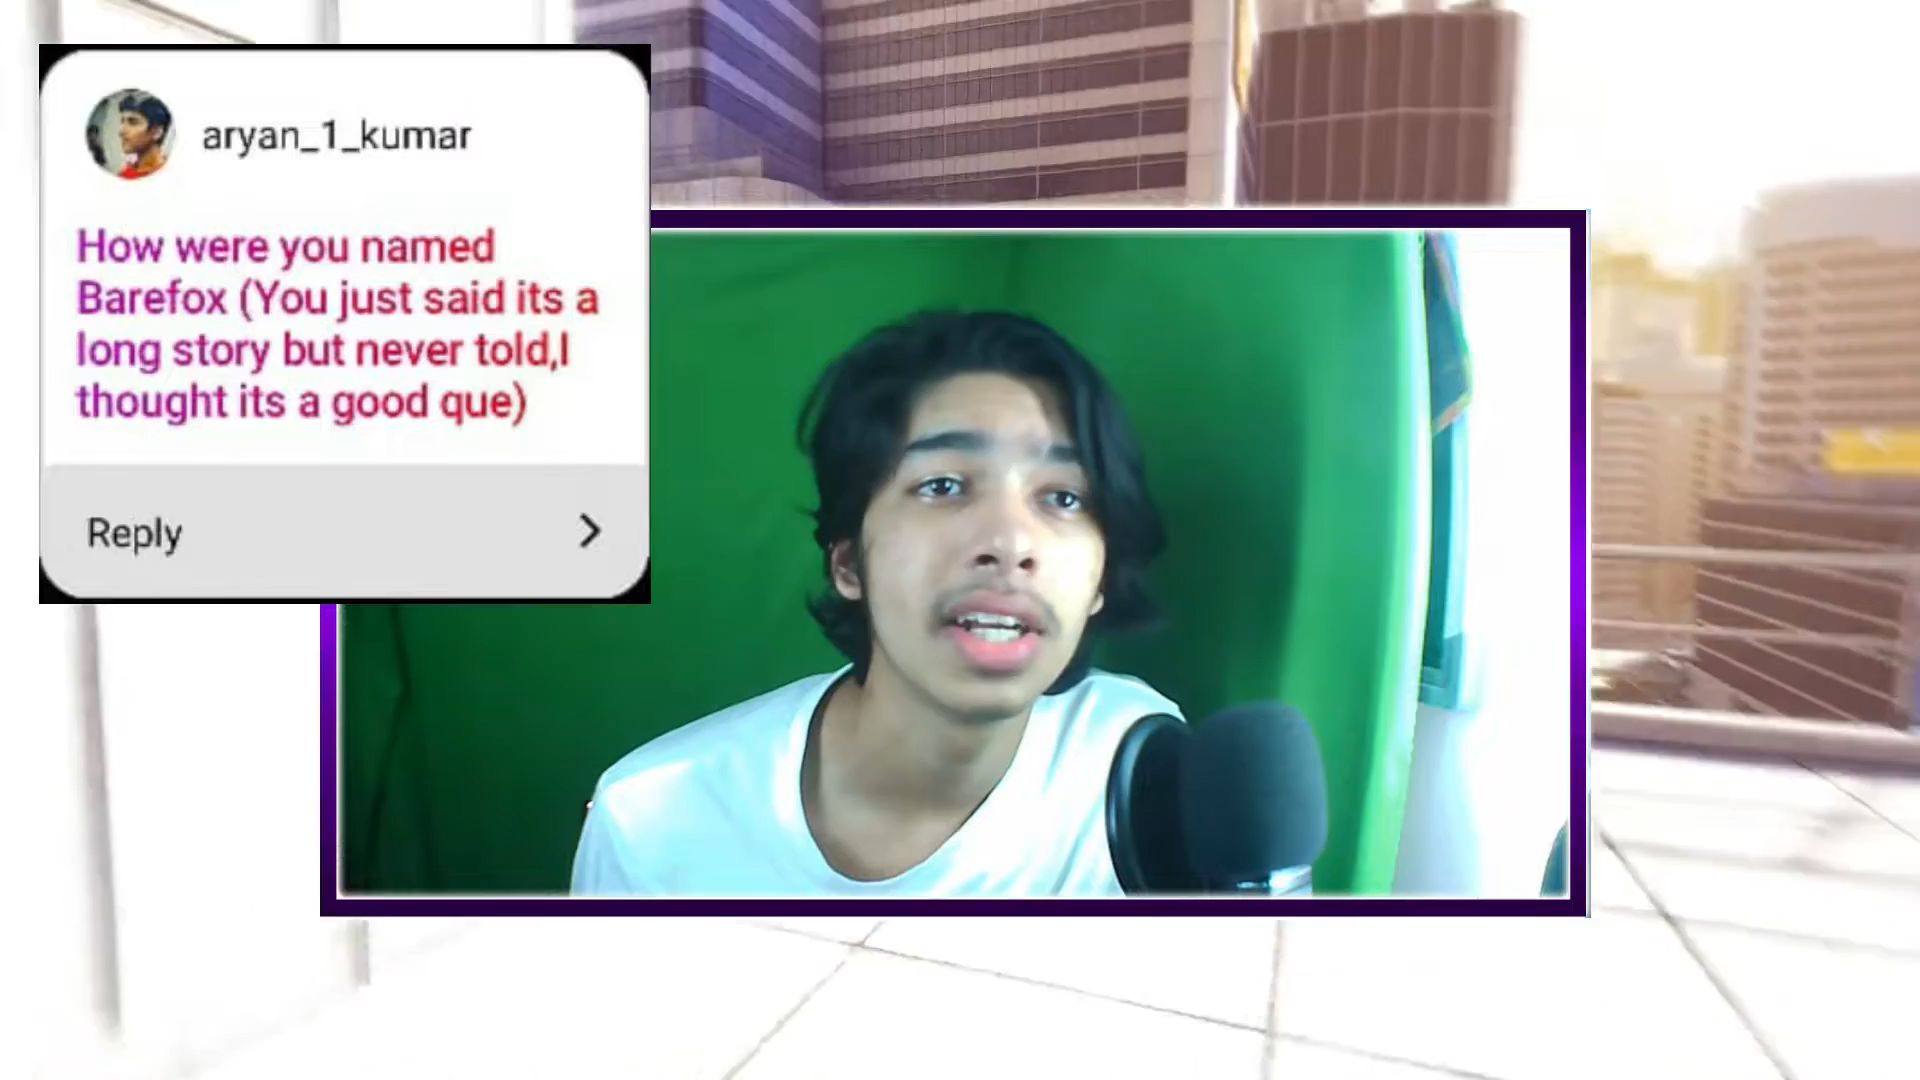 aryan_1_kumar
How were you named
Barefox (You just said its a
long story but never told,I
thought its a good que)
Reply